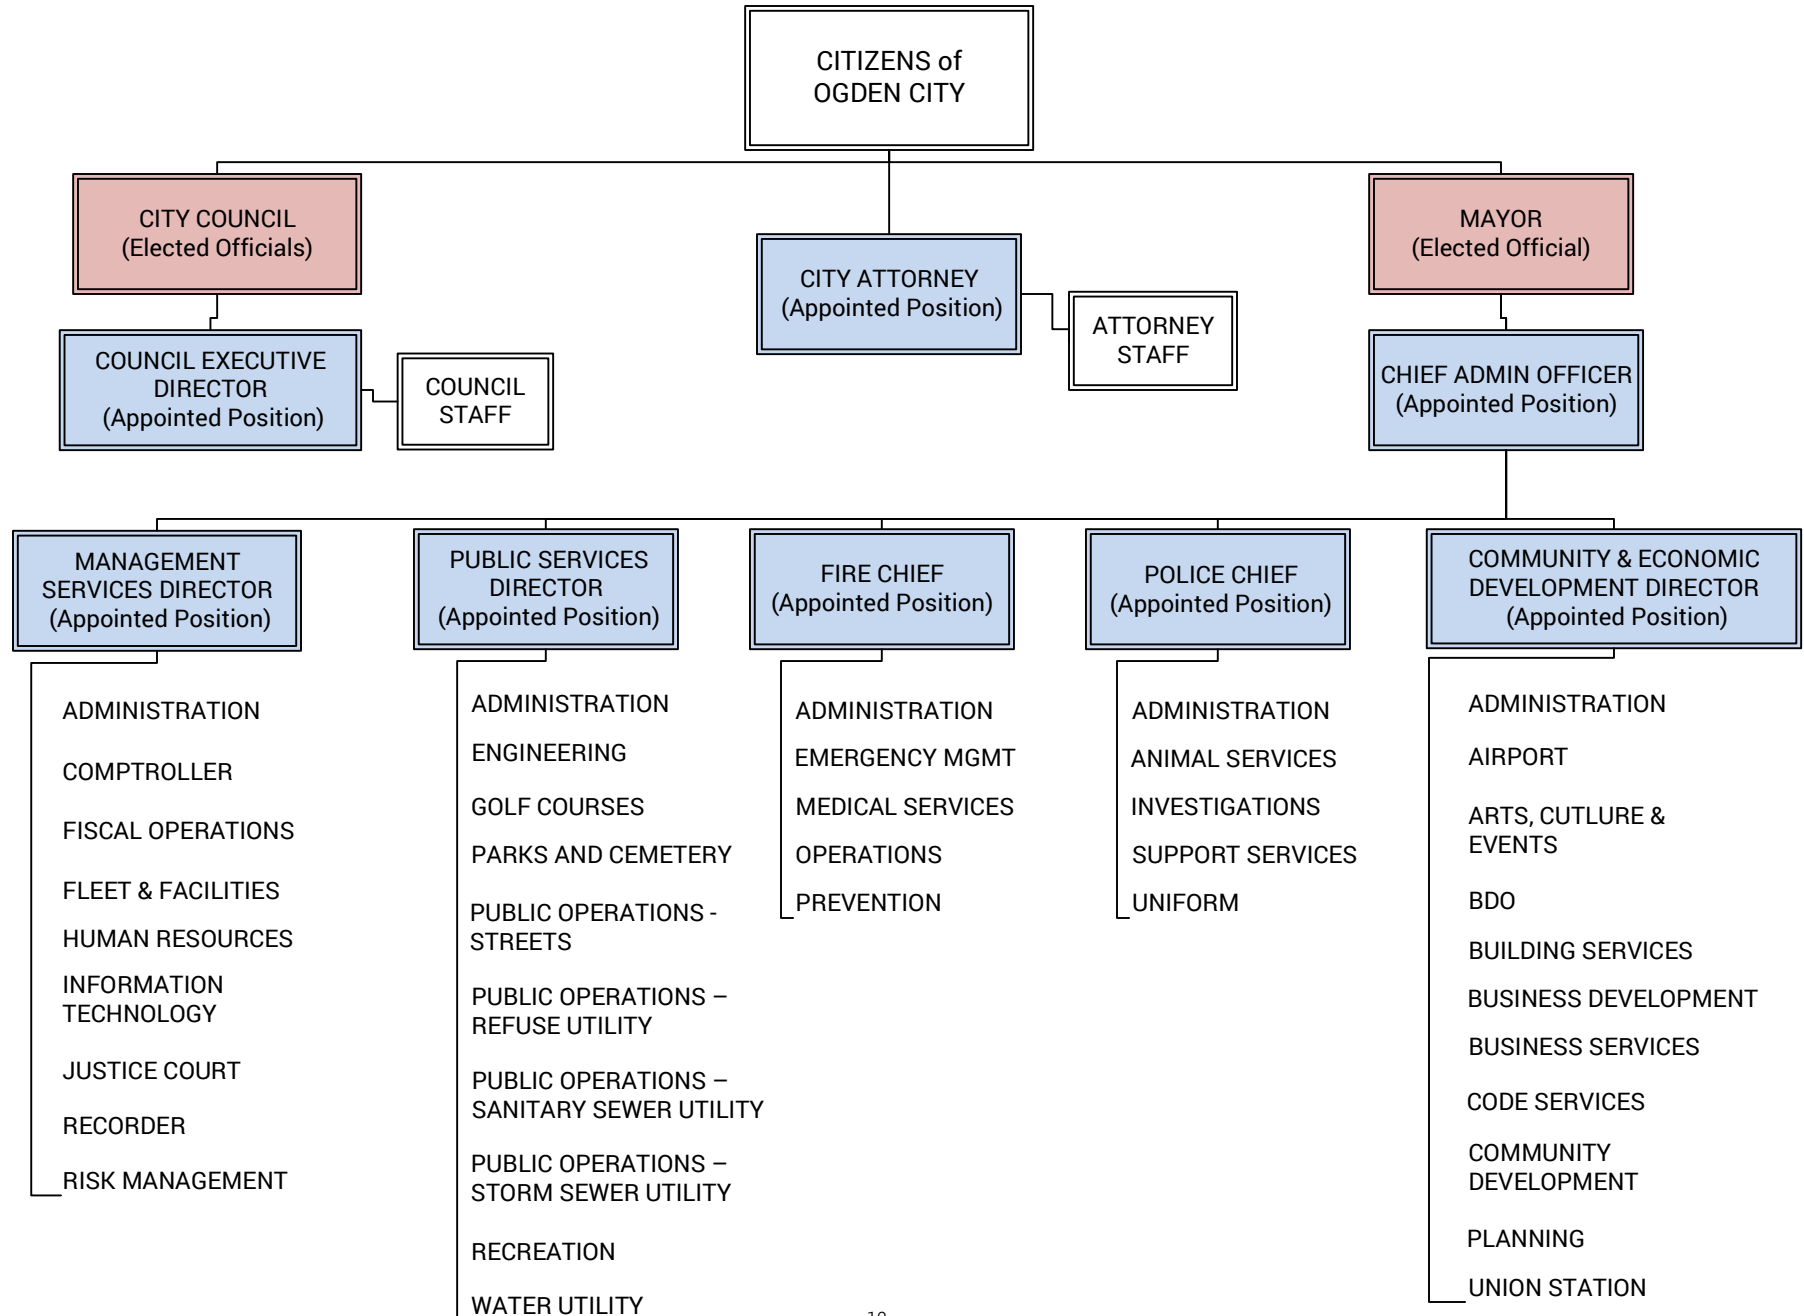 CITIZENS of
OGDEN CITY
CITY COUNCIL
(Elected Officials)
CITY ATTORNEY
(Appointed Position)
MAYOR
(Elected Official)
COUNCIL EXECUTIVE
DIRECTOR
(Appointed Position)
COUNCIL
STAFF
ATTORNEY
STAFF
CHIEF ADMIN OFFICER
(Appointed Position)
MANAGEMENT
SERVICES DIRECTOR
(Appointed Position)
ADMINISTRATION
COMPTROLLER
FISCAL OPERATIONS
FLEET & FACILITIES
HUMAN RESOURCES
INFORMATION
TECHNOLOGY
JUSTICE COURT
RECORDER
RISK MANAGEMENT
PUBLIC SERVICES
DIRECTOR
(Appointed Position)
ADMINISTRATION
ENGINEERING
GOLF COURSES
PARKS AND CEMETERY
PUBLIC OPERATIONS -
STREETS
PUBLIC OPERATIONS –
REFUSE UTILITY
PUBLIC OPERATIONS –
SANITARY SEWER UTILITY
PUBLIC OPERATIONS –
STORM SEWER UTILITY
RECREATION
WATER UTILITY
FIRE CHIEF
(Appointed Position)
ADMINISTRATION
EMERGENCY MGMT
MEDICAL SERVICES
OPERATIONS
PREVENTION
POLICE CHIEF
(Appointed Position)
ADMINISTRATION
ANIMAL SERVICES
INVESTIGATIONS
SUPPORT SERVICES
UNIFORM
COMMUNITY & ECONOMIC
DEVELOPMENT DIRECTOR
(Appointed Position)
ADMINISTRATION
AIRPORT
ARTS, CUTLURE &
EVENTS
BDO
BUILDING SERVICES
BUSINESS DEVELOPMENT
BUSINESS SERVICES
CODE SERVICES
COMMUNITY
DEVELOPMENT
PLANNING
UNION STATION